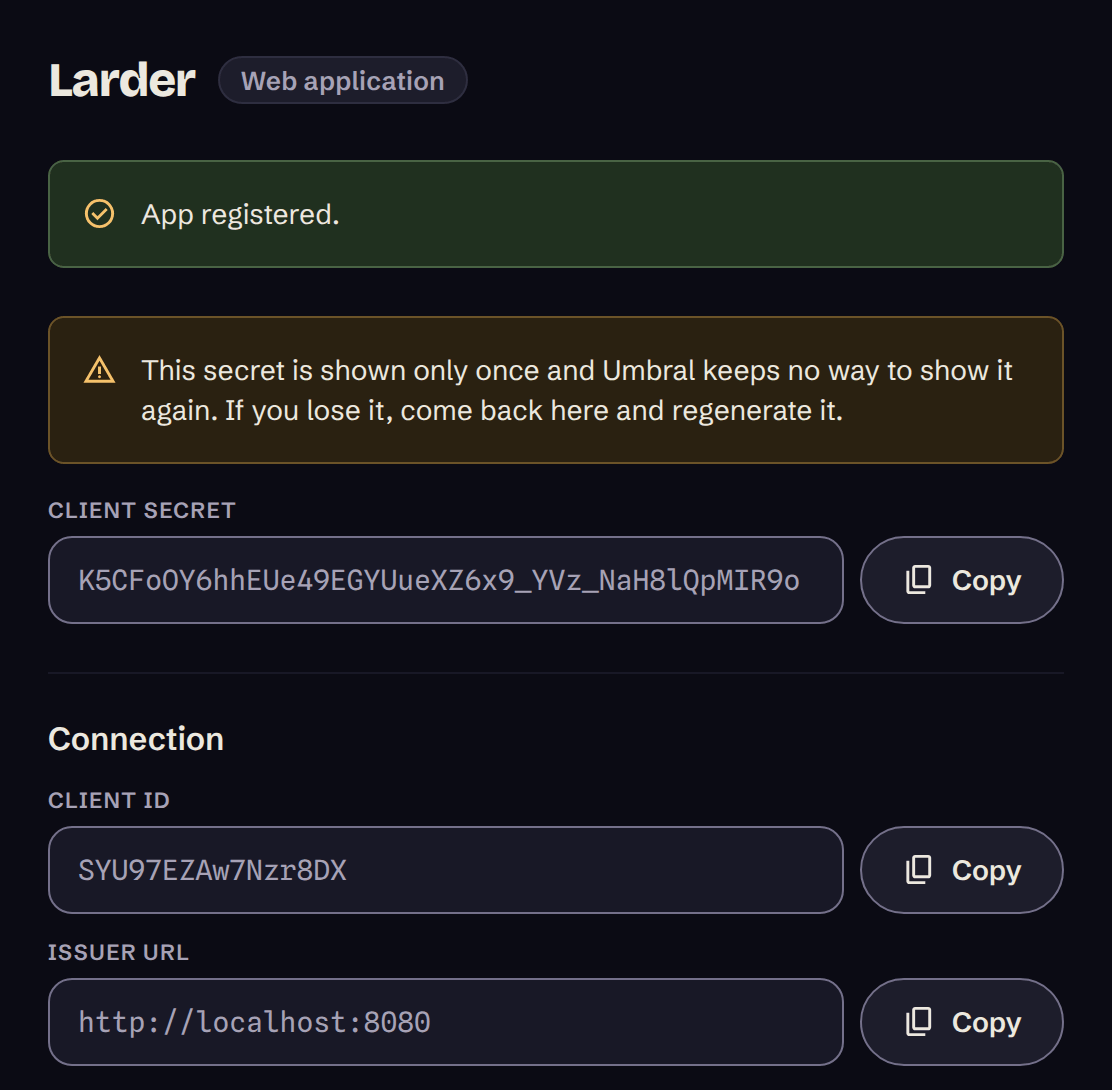 Larder
Web application
App registered.
This secret is shown only once and Umbral keeps no way to show it
again. If you lose it, come back here and regenerate it.
CLIENT SECRET
K5CFoOY6hhEUe49EGYUueXZ6x9_YVz_NaH8lQpMIR9o
Copy
Connection
CLIENT ID
SYU97EZAw7Nzr8DX
Copy
ISSUER URL
http://localhost:8080
Copy